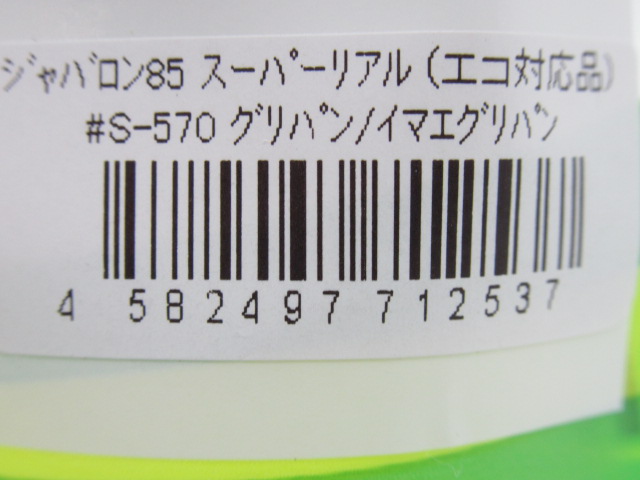 ジャバロン85 スーパーリアル (エコ対応品)
#S-570 グリパン/イマエグリパン
4 582497 712537